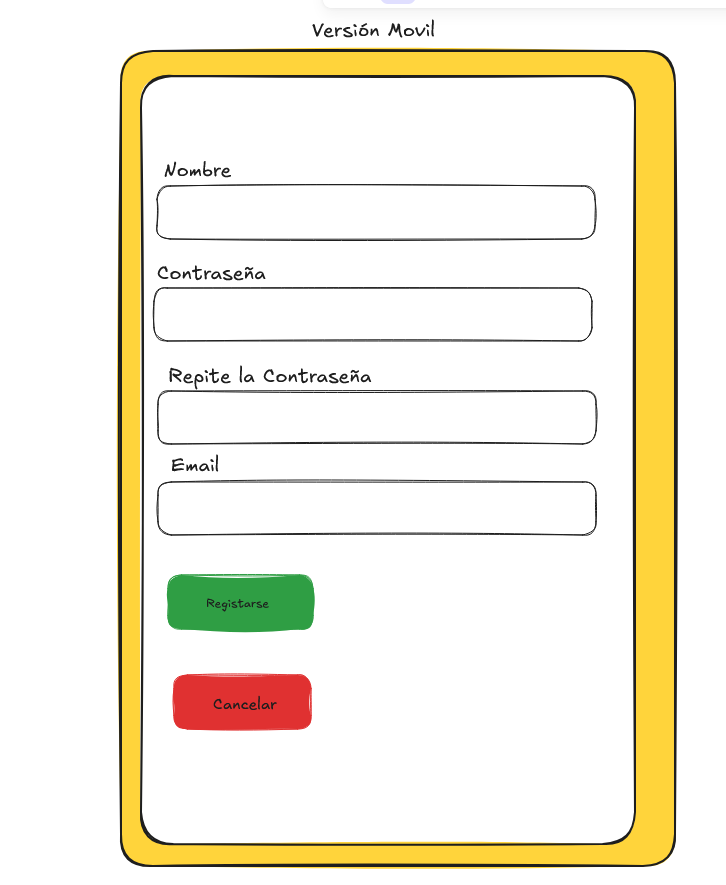 Versión Movil
Nombre
Contraseña
Repite la Contraseña
Email
Registarse
Cancelar